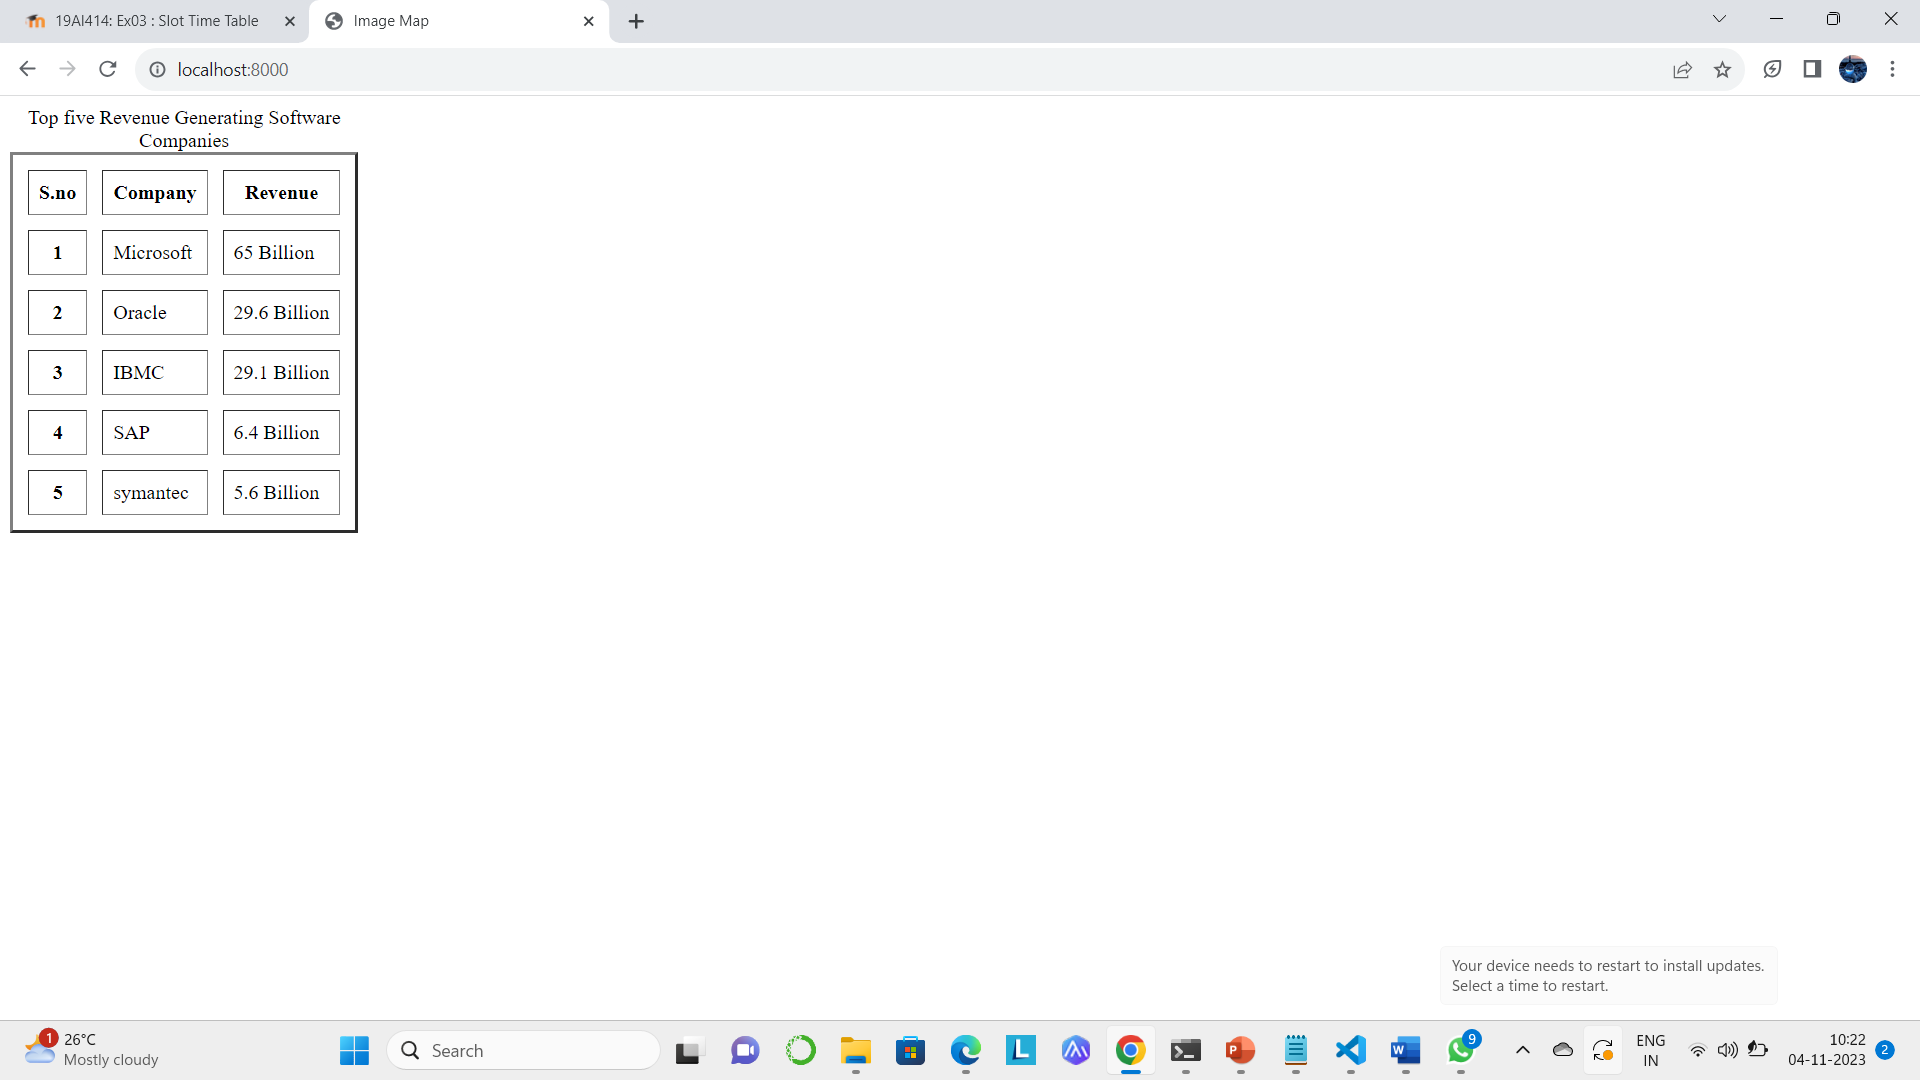 19AI414: Ex03 : Slot Time Table
Image Map
localhost:8000
Top five Revenue Generating Software
Companies
S.no Company Revenue
1 Microsoft 65 Billion
2 Oracle 29.6 Billion
3 IBMC 29.1 Billion
4 SAP 6.4 Billion
5 symantec 5.6 Billion
Your device needs to restart to install updates.
Select a time to restart.
1
26°C
Mostly cloudy
Search
L
P
W
9
ENG
IN
10:22
04-11-2023
2